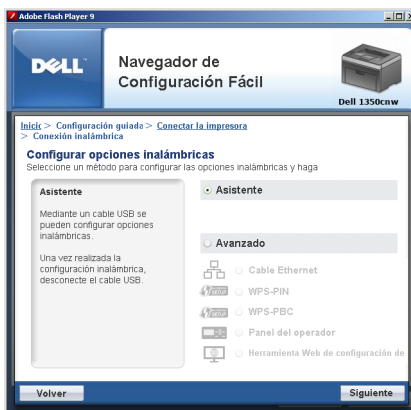 Adobe Flash Player 9
DELL™
Navegador de
Configuración Fácil
Dell 1350cnw
Inicio > Configuración guiada > Conectar la impresora
> Conexión inalámbrica
Configurar opciones inalámbricas
Seleccione un método para configurar las opciones inalámbricas y haga
Asistente
Mediante un cable USB se
pueden configurar opciones
inalámbricas.
Una vez realizada la
configuración inalámbrica,
desconecte el cable USB.
Asistente
Avanzado
Cable Ethernet
WPS-PIN
WPS-PBC
Panel del operador
Herramienta Web de configuración de
Volver
Siguiente